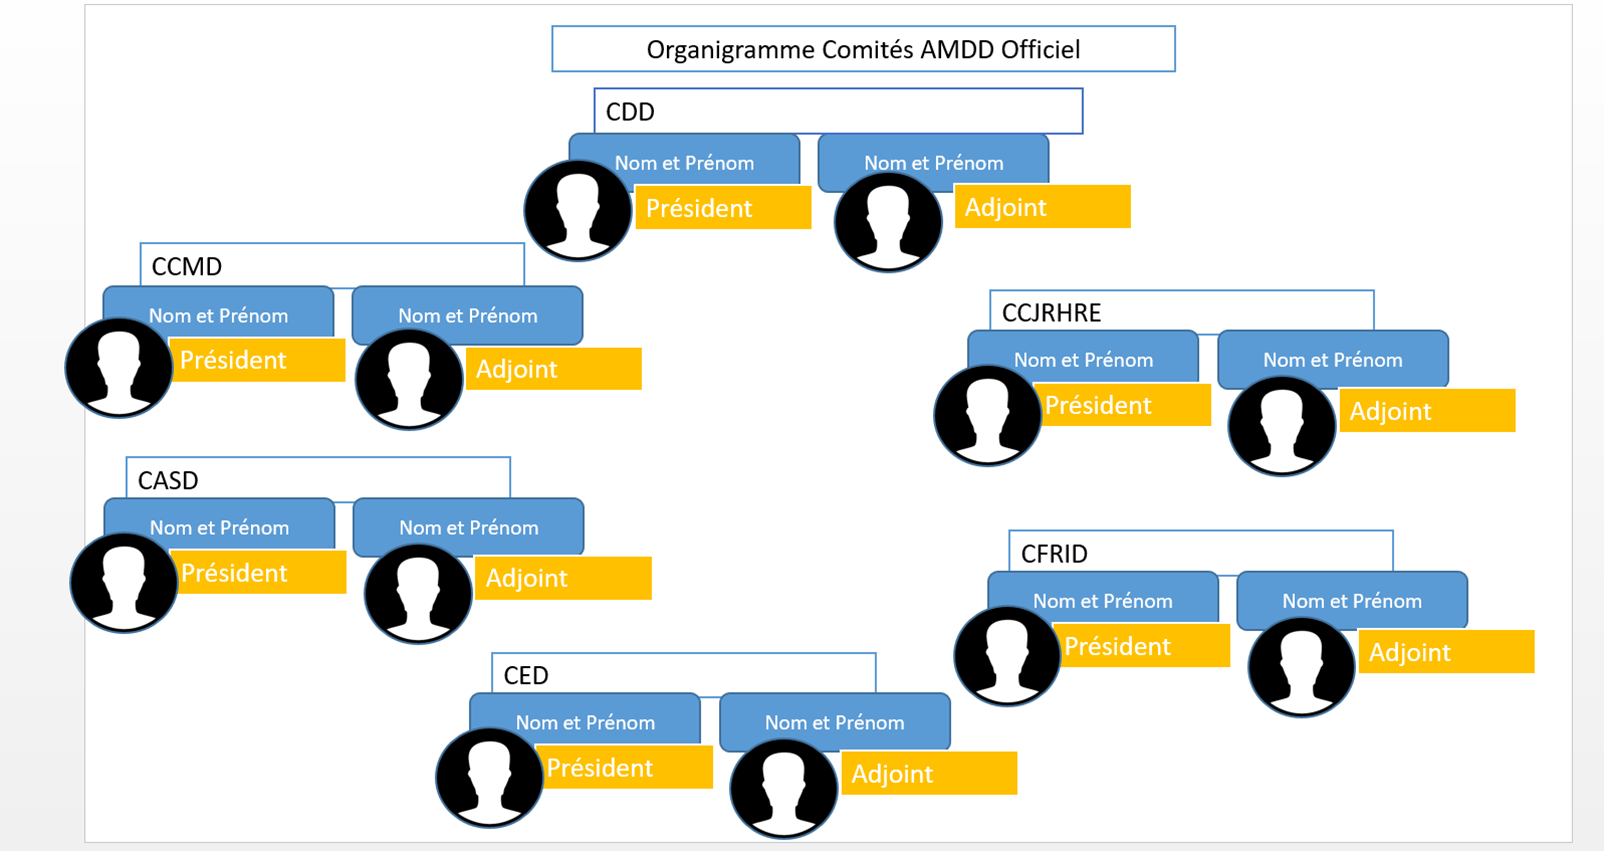 Organigramme Comités AMDD Officiel
CDD
Nom et Prénom
Nom et Prénom
Président
Adjoint
CCMD
Nom et Prénom
Nom et Prénom
Président
Adjoint
CCJRHRE
Nom et Prénom
Nom et Prénom
Président
Adjoint
CASD
Nom et Prénom
Nom et Prénom
Président
Adjoint
CFRID
Nom et Prénom
Nom et Prénom
Président
Adjoint
CED
Nom et Prénom
Nom et Prénom
Président
Adjoint